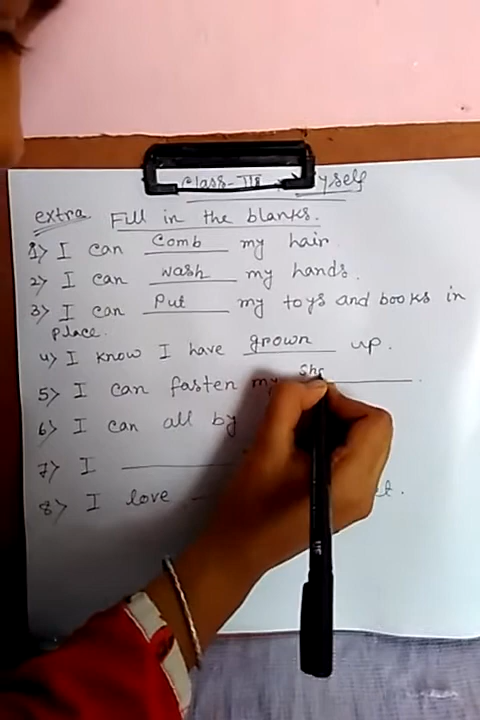 Class-III yself
extra Fill in the blanks.
1> I can Comb my hair.
2> I can wash my hands.
3> I can Put my toys and books in
place.
4> I know I have grown up.
5> I can fasten my
6> I can all by
7> I
8> I love